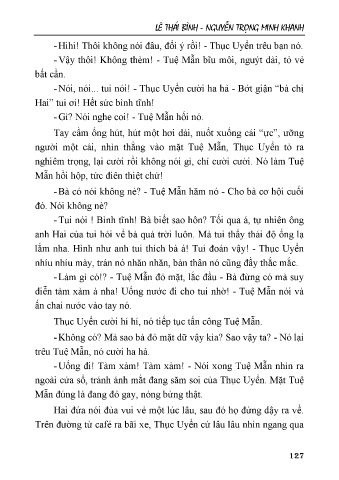 LÊ THÁI BÌNH - NGUYỄN TRỌNG MINH KHANH
- Hihi! Thôi không nói đâu, đổi ý rồi! - Thục Uyển trêu bạn nó.
- Vậy thôi! Không thèm! - Tuệ Mẫn bĩu môi, nguýt dài, tỏ vẻ
bất cần.
- Nói, nói... tui nói! - Thục Uyển cười ha hả - Bớt giận “bà chị
Hai” tui ơi! Hết sức bình tĩnh!
- Gì? Nói nghe coi! - Tuệ Mẫn hối nó.
Tay cầm ống hút, hút một hơi dài, nuốt xuống cái “ực”, ưỡng
người một cái, nhìn thẳng vào mặt Tuệ Mẫn, Thục Uyển tỏ ra
nghiêm trọng, lại cười rồi không nói gì, chỉ cười cười. Nó làm Tuệ
Mẫn hồi hộp, tức điên thiệt chứ!
- Bà có nói không nè? - Tuệ Mẫn hăm nó - Cho bà cơ hội cuối
đó. Nói không nè?
- Tui nói ! Bình tĩnh! Bà biết sao hôn? Tối qua á, tự nhiên ông
anh Hai của tui hỏi về bà quá trời luôn. Mà tui thấy thái độ ổng lạ
lắm nha. Hình như anh tui thích bà á! Tui đoán vậy! - Thục Uyển
nhíu nhíu mày, trán nó nhăn nhăn, bản thân nó cũng đầy thắc mắc.
- Làm gì có!? - Tuệ Mẫn đỏ mặt, lắc đầu - Bà đừng có mà suy
diễn tàm xàm à nha! Uống nước đi cho tui nhờ! - Tuệ Mẫn nói và
ấn chai nước vào tay nó.
Thục Uyển cười hi hi, nó tiếp tục tấn công Tuệ Mẫn.
- Không có? Mà sao bà đỏ mặt dữ vậy kìa? Sao vậy ta? - Nó lại
trêu Tuệ Mẫn, nó cười ha hả.
- Uống đi! Tàm xàm! Tàm xàm! - Nói xong Tuệ Mẫn nhìn ra
ngoài cửa sổ, tránh ánh mắt đang săm soi của Thục Uyển. Mặt Tuệ
Mẫn đúng là đang đỏ gay, nóng bừng thật.
Hai đứa nói đùa vui vẻ một lúc lâu, sau đó họ đứng dậy ra về.
Trên đường từ café ra bãi xe, Thục Uyển cứ lâu lâu nhìn ngang qua
127